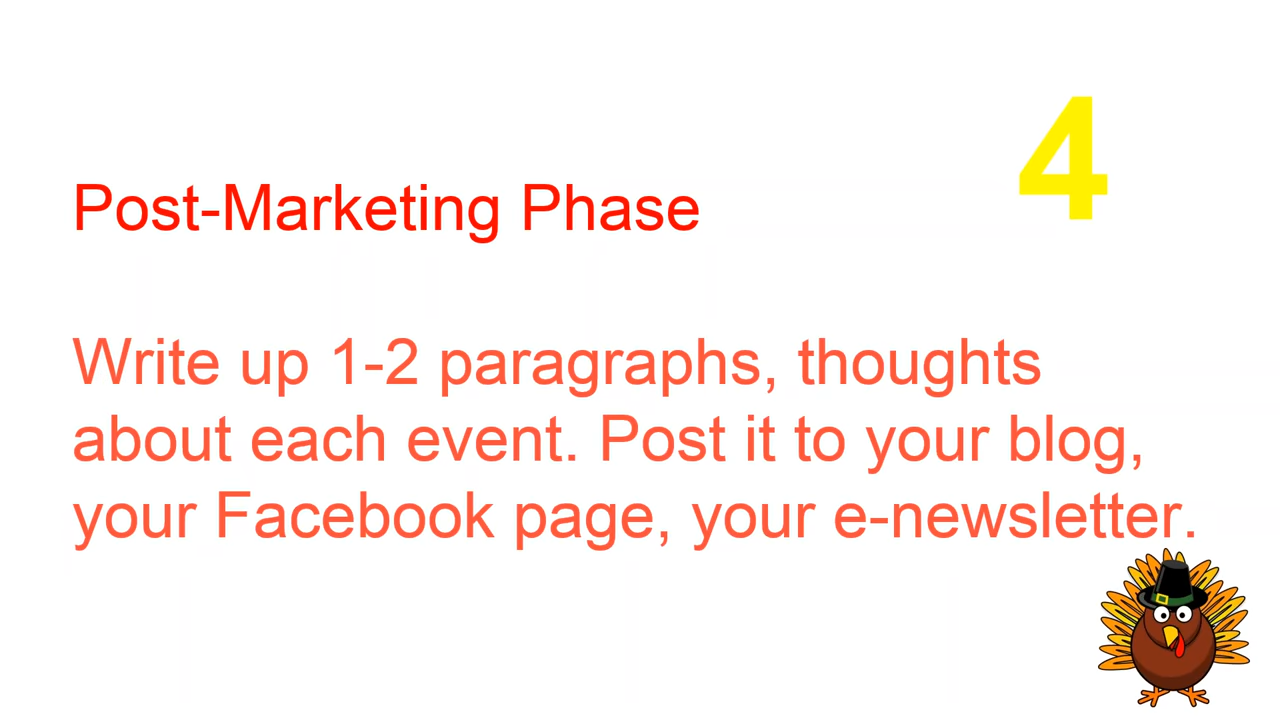 4
Post-Marketing Phase
Write up 1-2 paragraphs, thoughts
about each event. Post it to your blog,
your Facebook page, your e-newsletter.